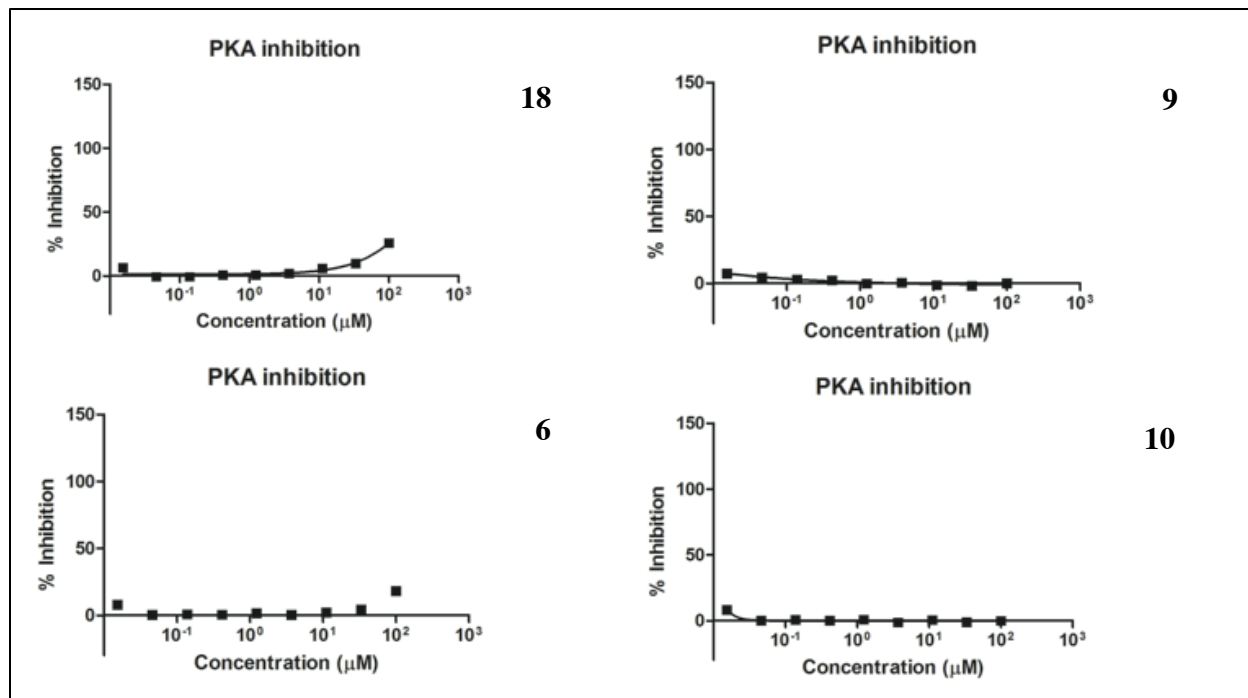 PKA inhibition
18
150
100
50
0
% Inhibition
10⁻¹ 10⁰ 10¹ 10² 10³
Concentration (μM)
PKA inhibition
9
150
100
50
0
% Inhibition
10⁻¹ 10⁰ 10¹ 10² 10³
Concentration (μM)
PKA inhibition
6
150
100
50
0
% Inhibition
10⁻¹ 10⁰ 10¹ 10² 10³
Concentration (μM)
PKA inhibition
10
150
100
50
0
% Inhibition
10⁻¹ 10⁰ 10¹ 10² 10³
Concentration (μM)